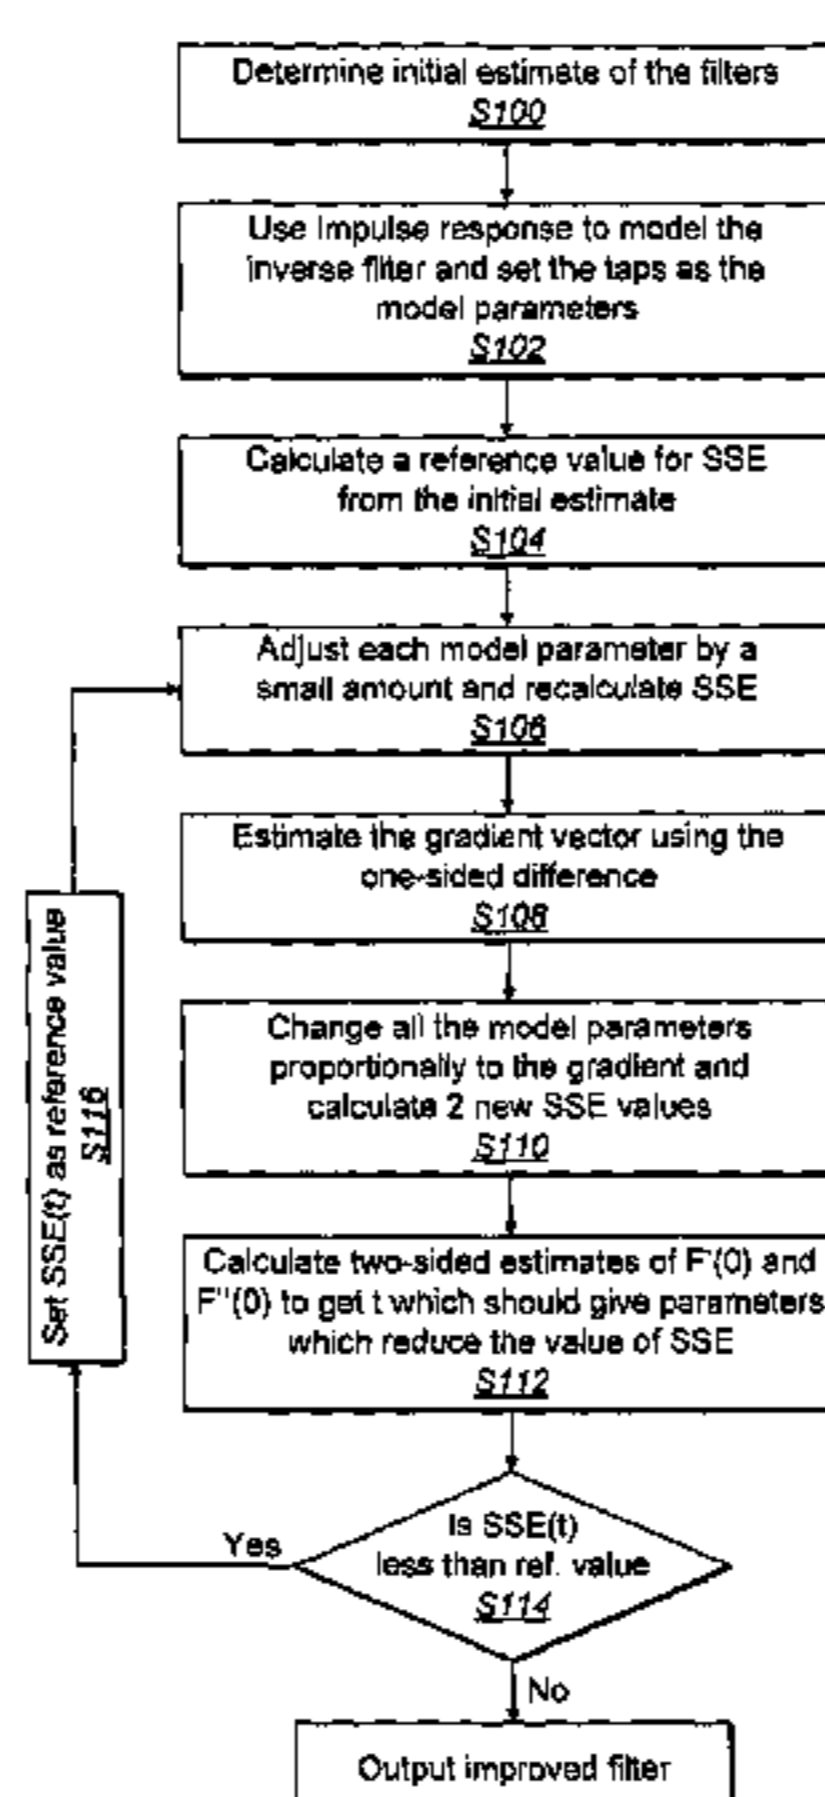 Determine initial estimate of the filters
S100
Use Impulse response to model the
inverse filter and set the taps as the
model parameters
S102
Calculate a reference value for SSE
from the initial estimate
S104
Adjust each model parameter by a
small amount and recalculate SSE
S106
Estimate the gradient vector using the
one-sided difference
S108
Change all the model parameters
proportionally to the gradient and
calculate 2 new SSE values
S110
Calculate two-sided estimates of F'(0) and
F''(0) to get t which should give parameters
which reduce the value of SSE
S112
Is SSE(t)
less than ref. value
S114
Yes
Set SSE(t) as reference value
S116
No
Output improved filter